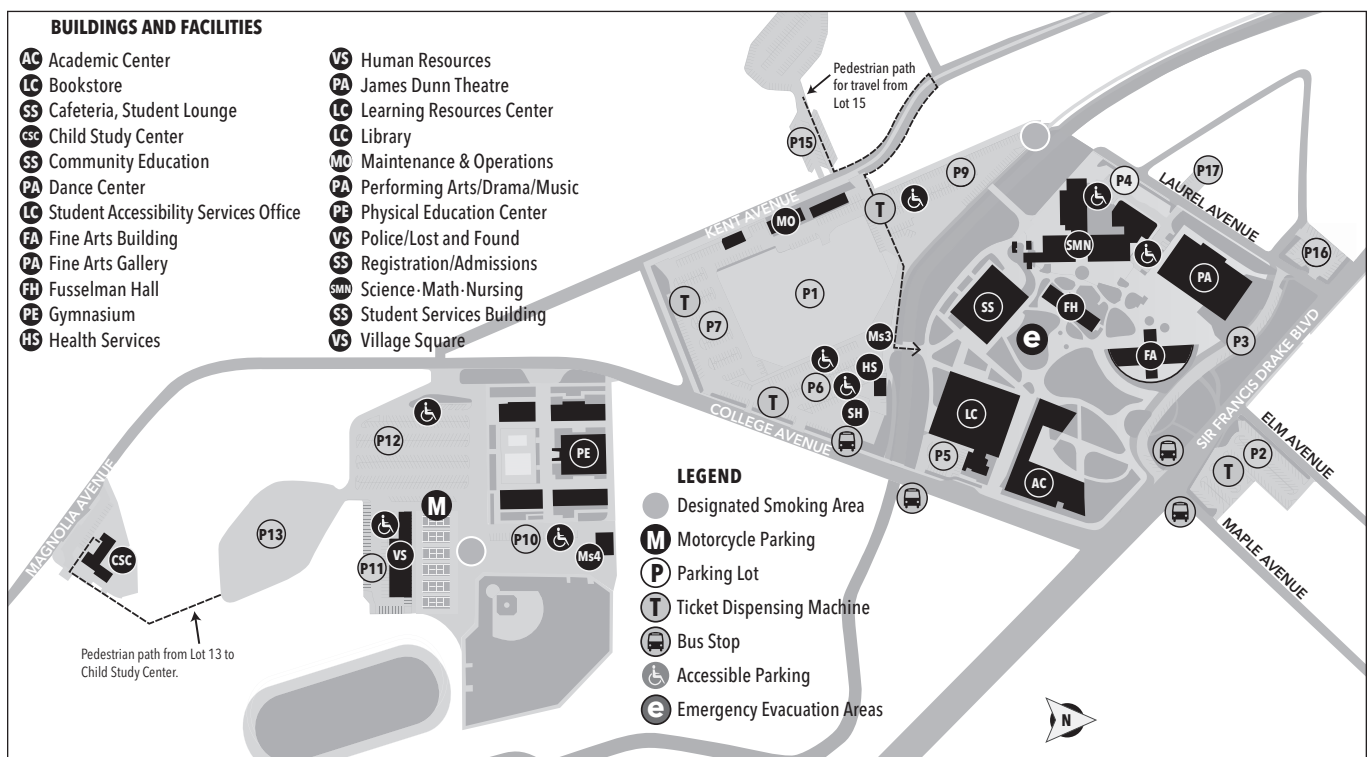 BUILDINGS AND FACILITIES
AC Academic Center
LC Bookstore
SS Cafeteria, Student Lounge
CSC Child Study Center
SS Community Education
PA Dance Center
LC Student Accessibility Services Office
FA Fine Arts Building
PA Fine Arts Gallery
FH Fusselman Hall
PE Gymnasium
HS Health Services
VS Human Resources
PA James Dunn Theatre
LC Learning Resources Center
LC Library
MO Maintenance & Operations
PA Performing Arts/Drama/Music
PE Physical Education Center
VS Police/Lost and Found
SS Registration/Admissions
SMN Science·Math·Nursing
SS Student Services Building
VS Village Square
Pedestrian path
for travel from
Lot 15
P15
P9
P4
P17
LAUREL AVENUE
KENT AVENUE
MO
T
SMN
P16
PA
P1
SS
FH
T
P7
Ms3
e
P3
FA
HS
P6
SIR FRANCIS DRAKE BLVD
T
SH
LC
COLLEGE AVENUE
P12
PE
P5
AC
P2
T
ELM AVENUE
MAPLE AVENUE
MAGNOLIA AVENUE
M
P13
P10
CSC
P11
VS
Ms4
Pedestrian path from Lot 13 to
Child Study Center.
LEGEND
Designated Smoking Area
M Motorcycle Parking
P Parking Lot
T Ticket Dispensing Machine
Bus Stop
Accessible Parking
e Emergency Evacuation Areas
N